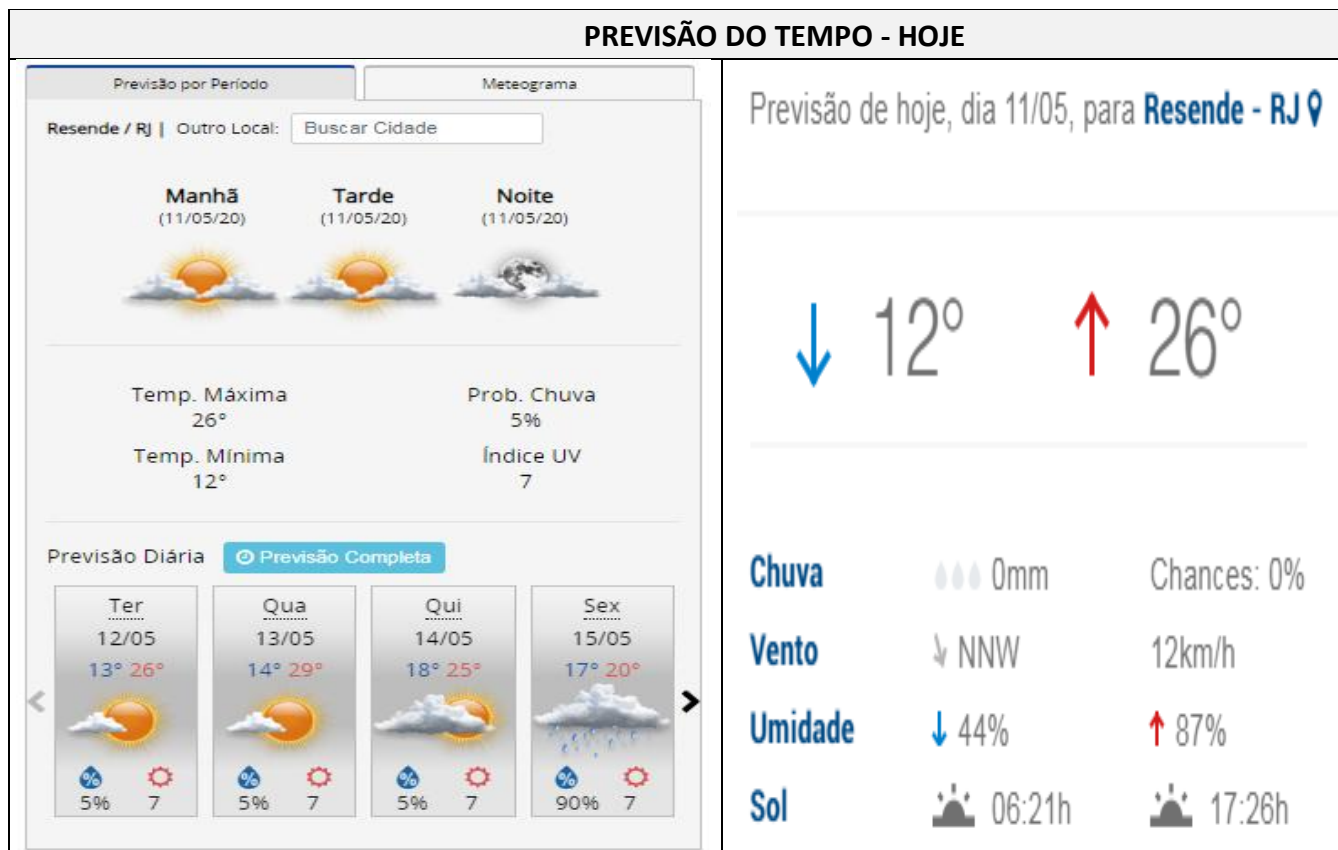 PREVISÃO DO TEMPO - HOJE
Previsão por Período
Meteograma
Resende / RJ | Outro Local: Buscar Cidade
Manhã Tarde Noite
(11/05/20) (11/05/20) (11/05/20)
Temp. Máxima Prob. Chuva
26° 5%
Temp. Mínima Índice UV
12° 7
Previsão Diária Previsão Completa
Ter Qua Qui Sex
12/05 13/05 14/05 15/05
13° 26° 14° 29° 18° 25° 17° 20°
% % % %
5% 7 5% 7 5% 7 90% 7
Previsão de hoje, dia 11/05, para Resende - RJ
12° 26°
Chuva 0mm Chances: 0%
Vento NNW 12km/h
Umidade 44% 87%
Sol 06:21h 17:26h